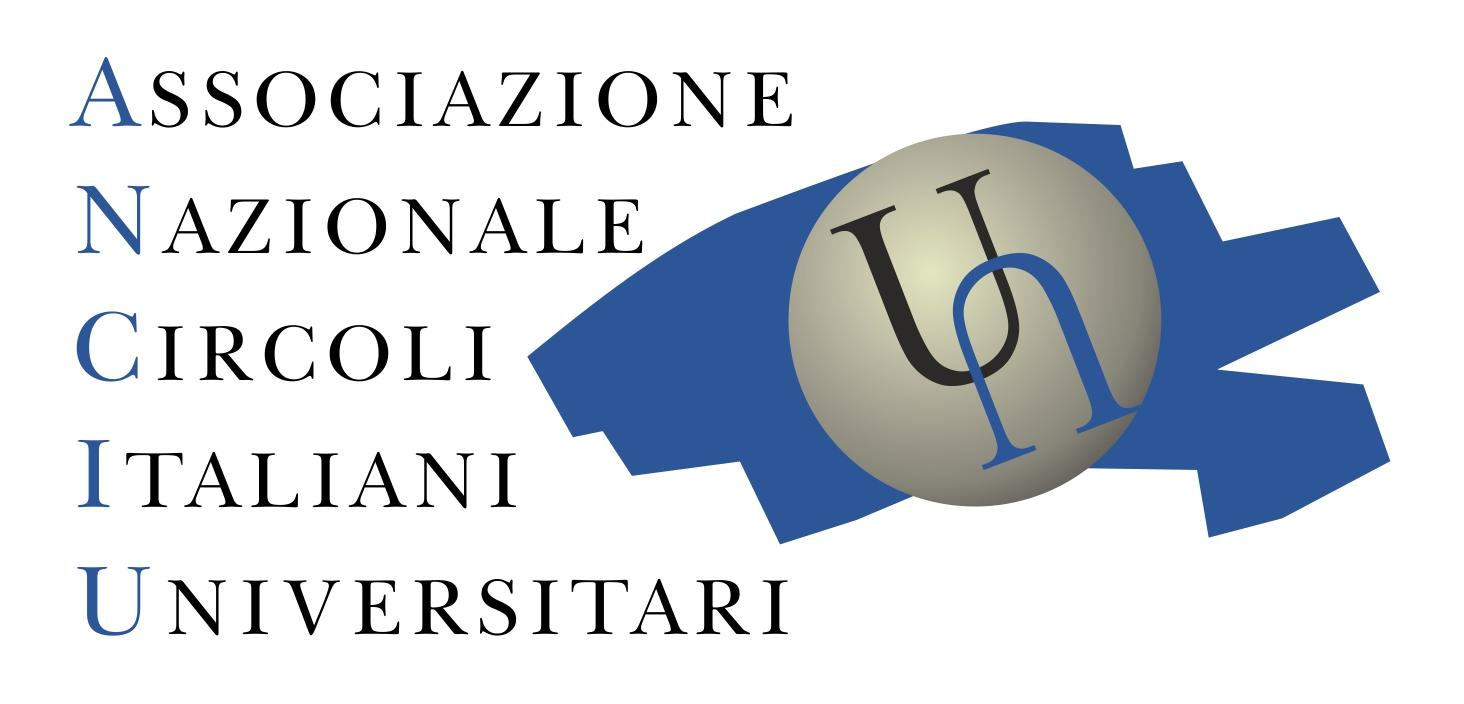 ASSOCIAZIONE
NAZIONALE
CIRCOLI
ITALIANI
UNIVERSITARI
U
U